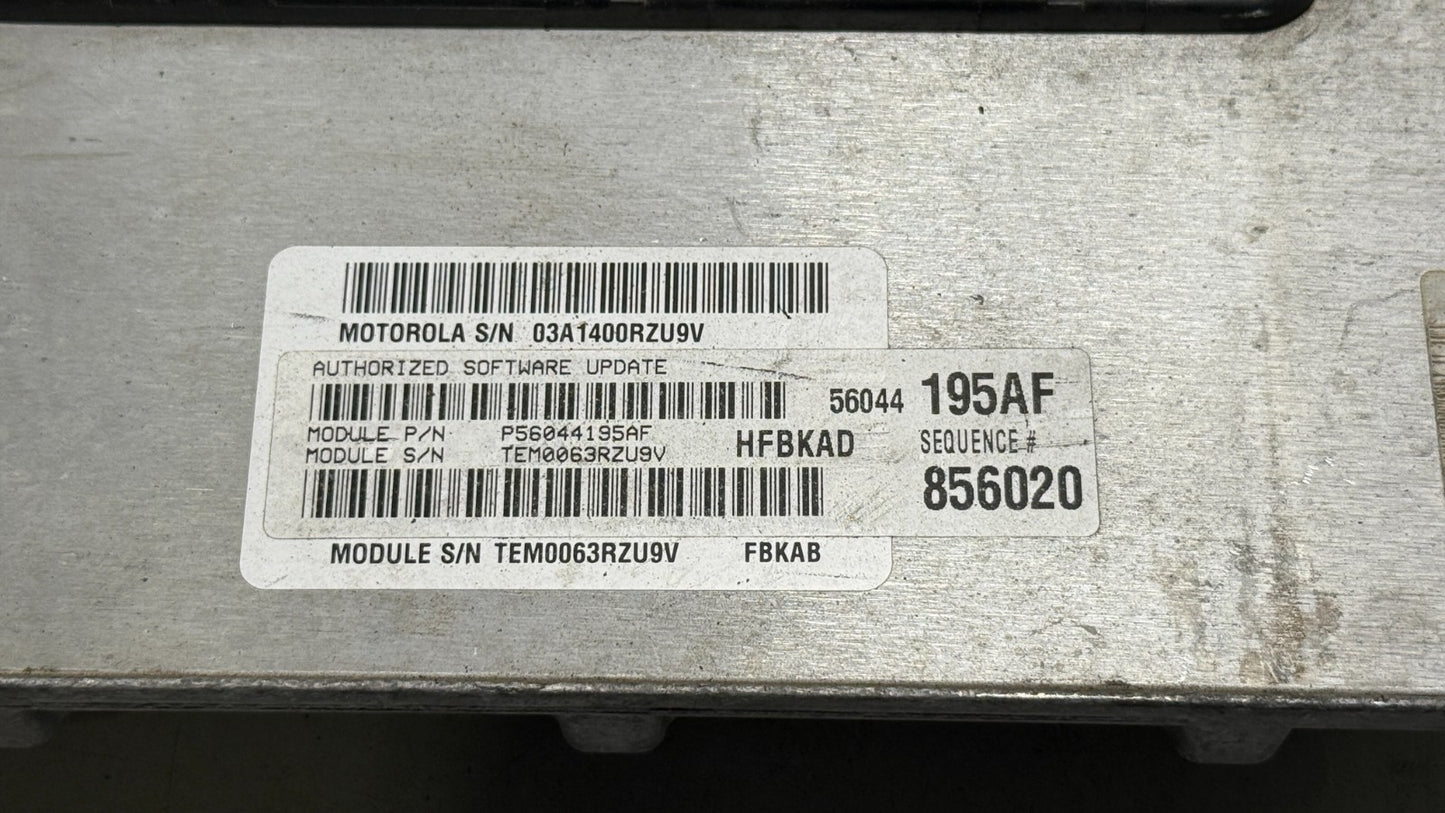 MOTOROLA S/N 03A1400RZU9V
AUTHORIZED SOFTWARE UPDATE
56044 195AF
MODULE P/N P56044195AF
HFBKAD
SEQUENCE #
MODULE S/N TEM0063RZU9V
856020
MODULE S/N TEM0063RZU9V FBKAB